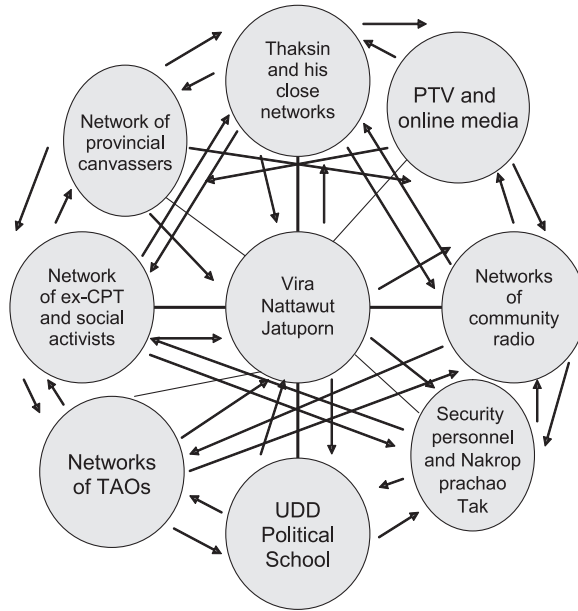 Thaksin
and his
close
networks
PTV and
online media
Network of
provincial
canvassers
Network
of ex-CPT
and social
activists
Vira
Nattawut
Jatuporn
Networks
of
community
radio
Networks
of TAOs
UDD
Political
School
Security
personnel
and Nakrop
prachao
Tak